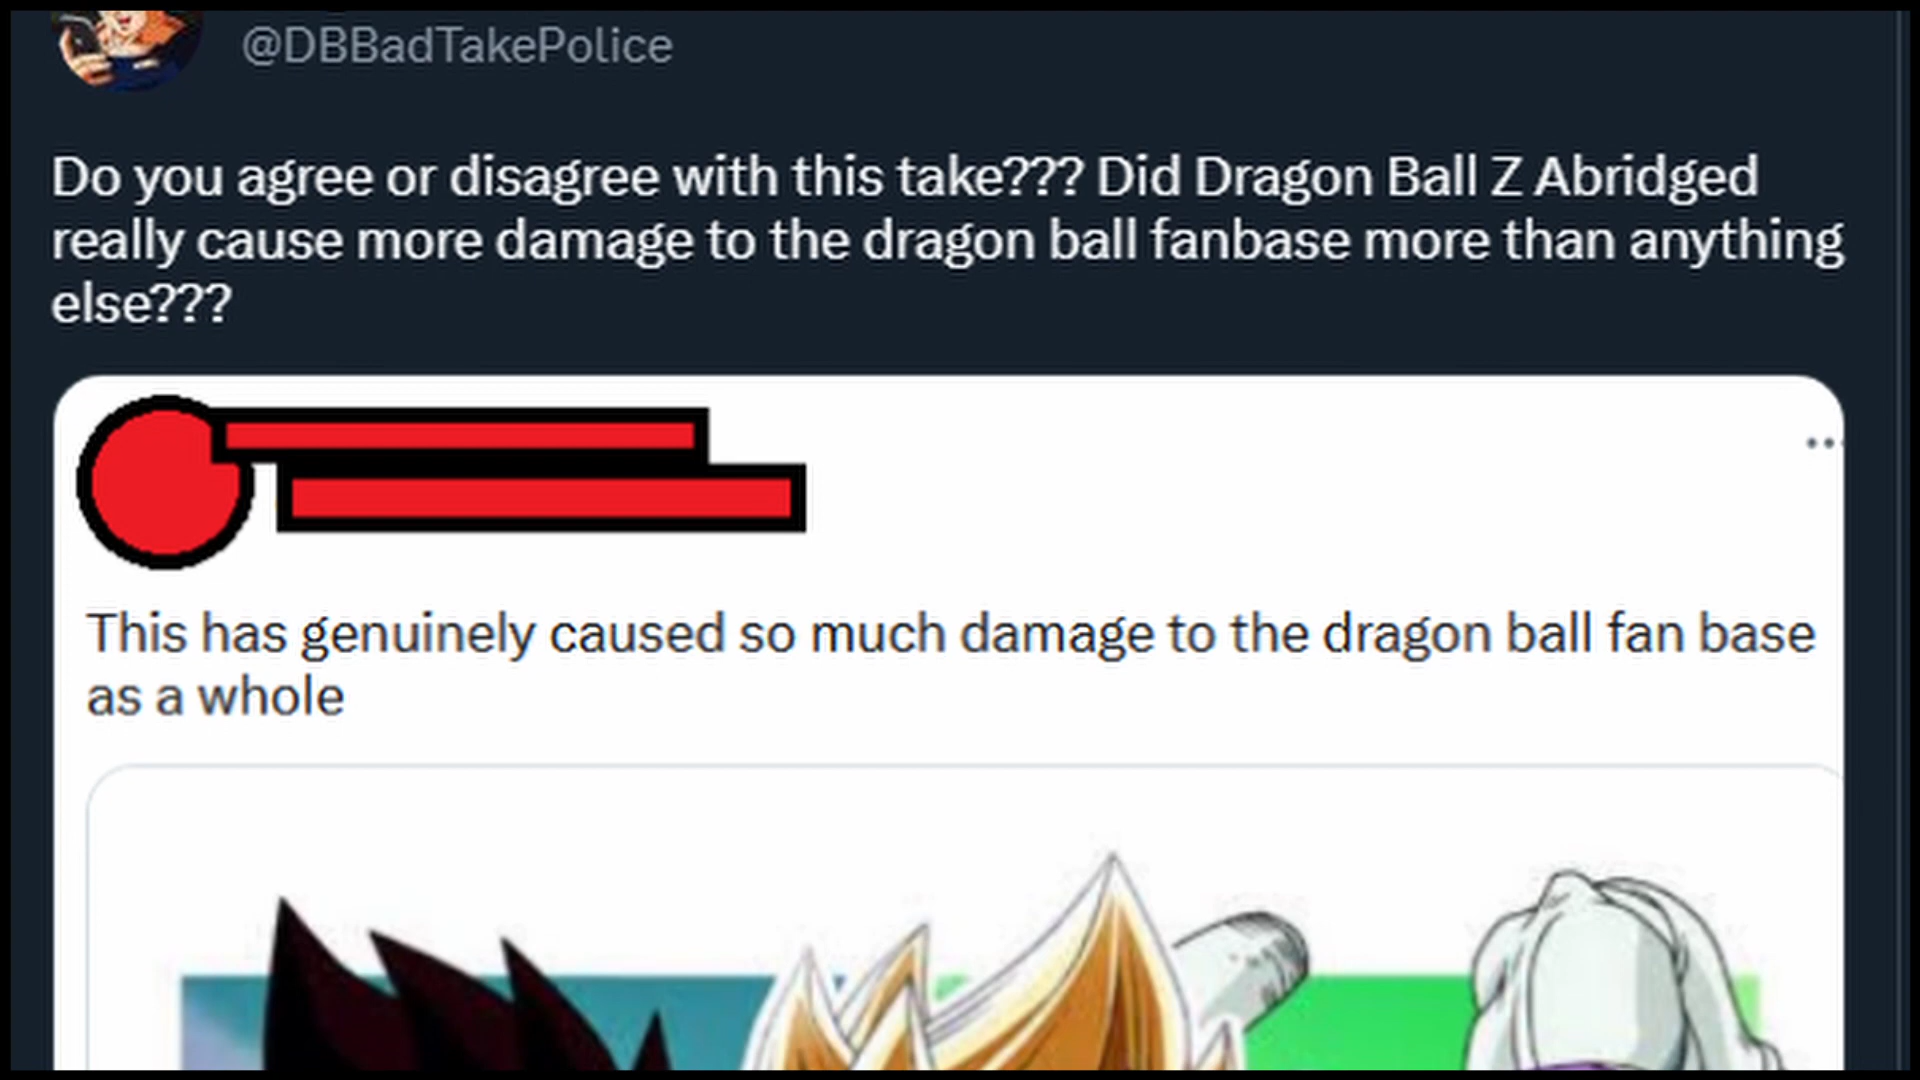 @DBBadTakePolice
Do you agree or disagree with this take??? Did Dragon Ball Z Abridged
really cause more damage to the dragon ball fanbase more than anything
else???
This has genuinely caused so much damage to the dragon ball fan base
as a whole